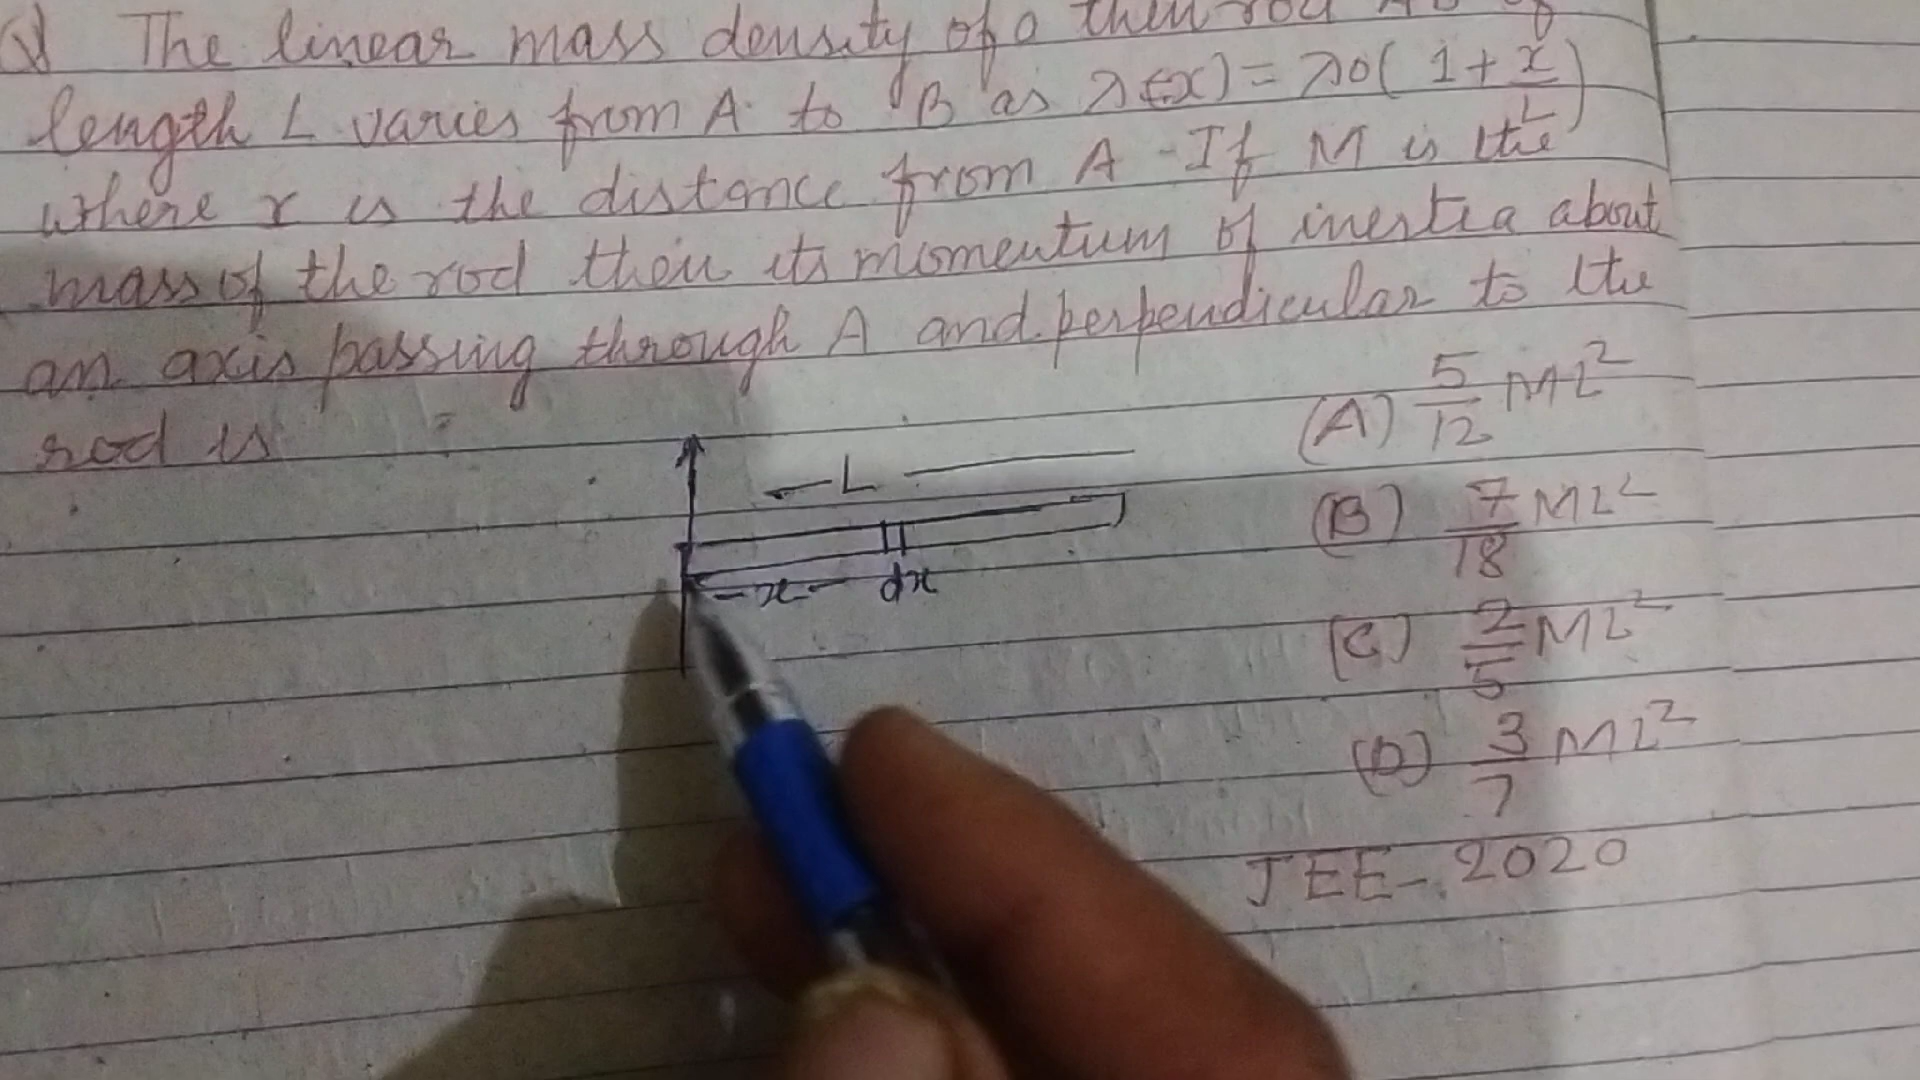 Q The linear mass density of a thin rod AB of
length L varies from A to B as λ(x) = λ0(1 + x/L)
where x is the distance from A. If M is the
mass of the rod then its momentum of inertia about
an axis passing through A and perpendicular to the
rod is
L
x dx
(A) 5/12 ML²
(B) 7/18 ML²
(C) 2/5 ML²
(D) 3/7 ML²
JEE-2020